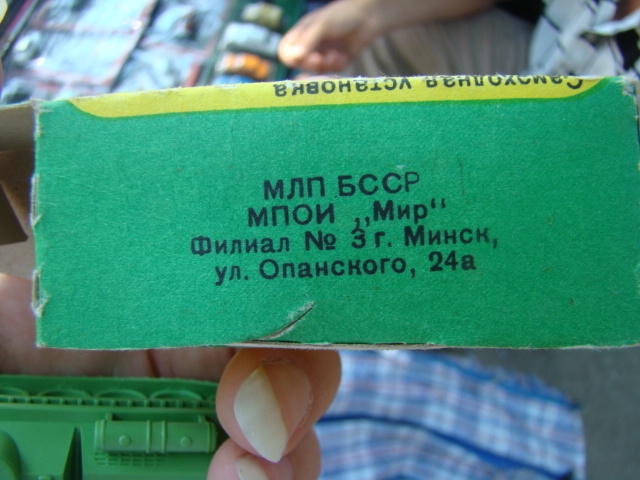 Самоходная установка
МЛП БССР
МПОИ „Мир“
Филиал № 3 г. Минск,
ул. Опанского, 24а